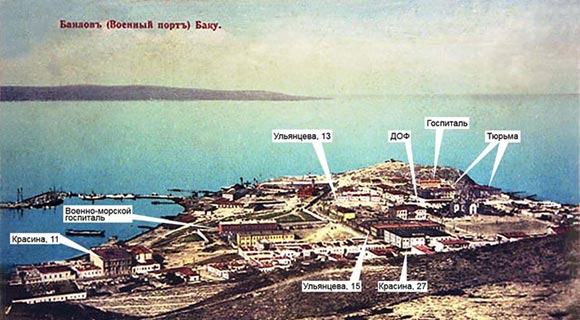 Баиловъ (Военный портъ) Баку.
Госпиталь
Ульянцева, 13
ДОФ
Тюрьма
Военно-морской
госпиталь
Красина, 11
Ульянцева, 15
Красина, 27